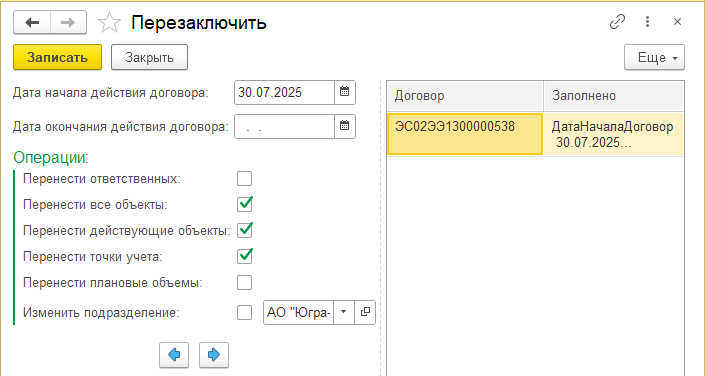 Перезаключить
Записать
Закрыть
Еще
Дата начала действия договора: 30.07.2025
Дата окончания действия договора: . .
Операции:
Перенести ответственных:
Перенести все объекты:
Перенести действующие объекты:
Перенести точки учета:
Перенести плановые объемы:
Изменить подразделение: АО "Югра-
Договор Заполнено
ЭС02ЭЭ1300000538 ДатаНачалаДоговор
30.07.2025...